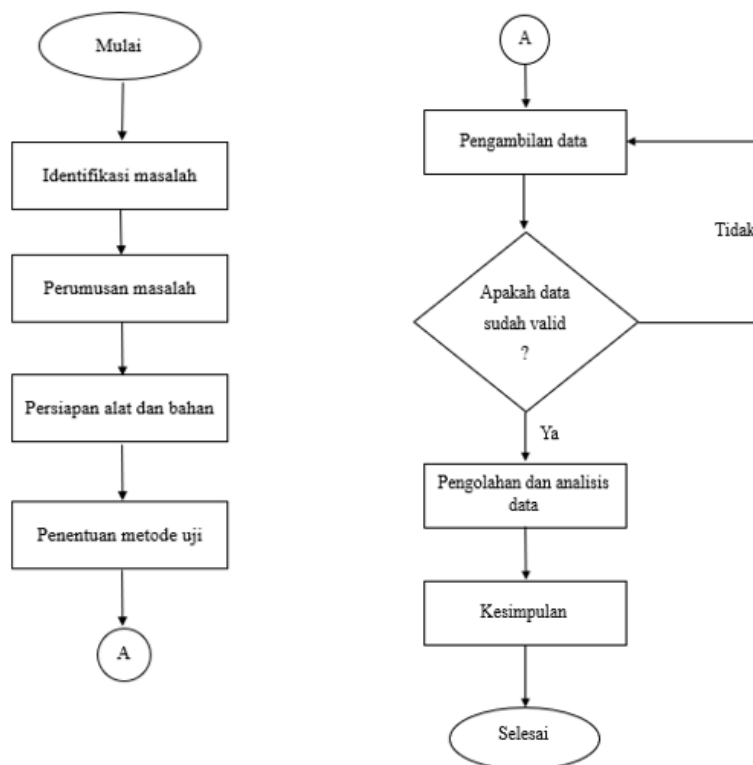 Mulai
Identifikasi masalah
Perumusan masalah
Persiapan alat dan bahan
Penentuan metode uji
A
A
Pengambilan data
Tidak
Apakah data
sudah valid
?
Ya
Pengolahan dan analisis
data
Kesimpulan
Selesai